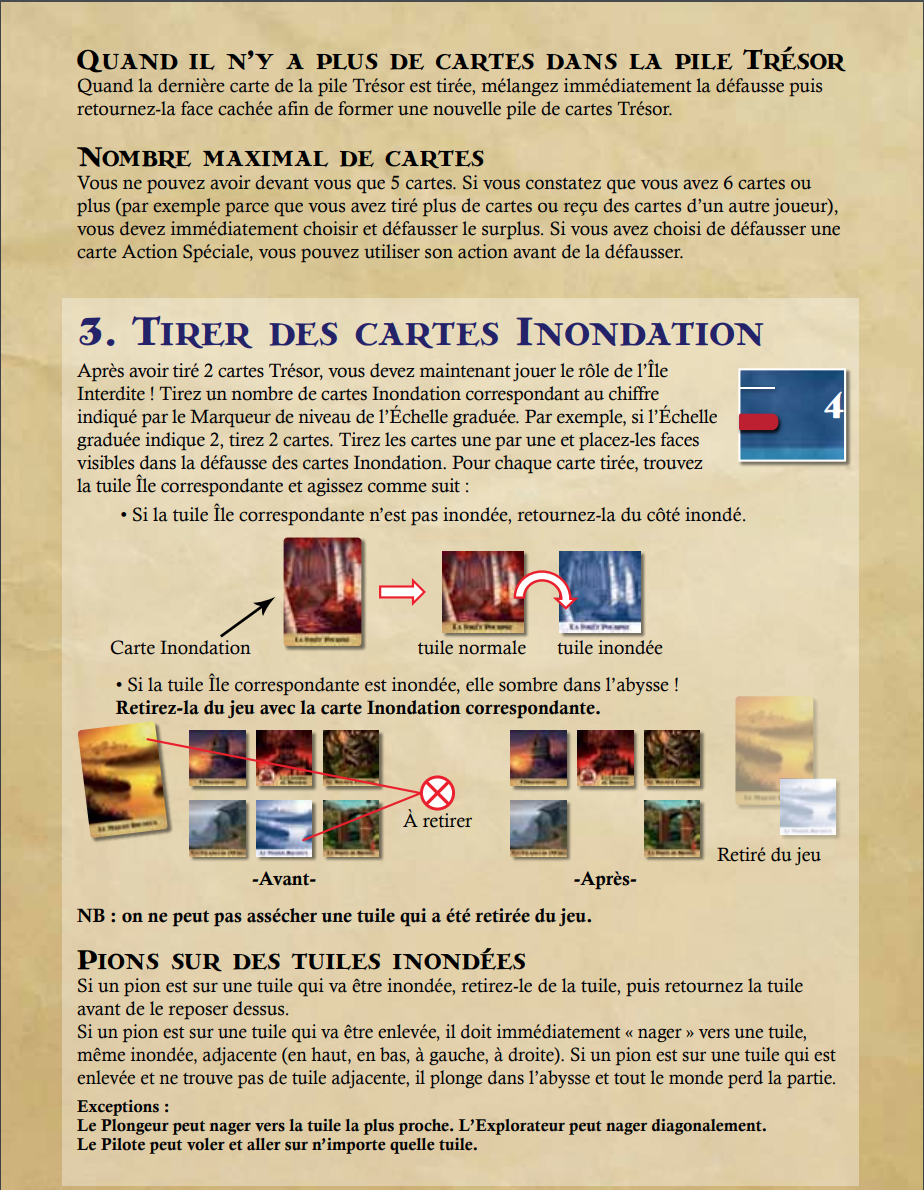 Quand il n'y a plus de cartes dans la pile Trésor
Quand la dernière carte de la pile Trésor est tirée, mélangez immédiatement la défausse puis
retournez-la face cachée afin de former une nouvelle pile de cartes Trésor.
Nombre maximal de cartes
Vous ne pouvez avoir devant vous que 5 cartes. Si vous constatez que vous avez 6 cartes ou
plus (par exemple parce que vous avez tiré plus de cartes ou reçu des cartes d'un autre joueur),
vous devez immédiatement choisir et défausser le surplus. Si vous avez choisi de défausser une
carte Action Spéciale, vous pouvez utiliser son action avant de la défausser.
3. Tirer des cartes Inondation
Après avoir tiré 2 cartes Trésor, vous devez maintenant jouer le rôle de l'Île
Interdite ! Tirez un nombre de cartes Inondation correspondant au chiffre
indiqué par le Marqueur de niveau de l'Échelle graduée. Par exemple, si l'Échelle
graduée indique 2, tirez 2 cartes. Tirez les cartes une par une et placez-les faces
visibles dans la défausse des cartes Inondation. Pour chaque carte tirée, trouvez
la tuile Île correspondante et agissez comme suit :
4
• Si la tuile Île correspondante n'est pas inondée, retournez-la du côté inondé.
La Forêt Pourpre
La Forêt Pourpre
La Forêt Pourpre
Carte Inondation
tuile normale
tuile inondée
• Si la tuile Île correspondante est inondée, elle sombre dans l'abysse !
Retirez-la du jeu avec la carte Inondation correspondante.
Le Marais Brumeux
Le Marais Brumeux
À retirer
Retiré du jeu
-Avant-
-Après-
NB : on ne peut pas assécher une tuile qui a été retirée du jeu.
Pions sur des tuiles inondées
Si un pion est sur une tuile qui va être inondée, retirez-le de la tuile, puis retournez la tuile
avant de le reposer dessus.
Si un pion est sur une tuile qui va être enlevée, il doit immédiatement « nager » vers une tuile,
même inondée, adjacente (en haut, en bas, à gauche, à droite). Si un pion est sur une tuile qui est
enlevée et ne trouve pas de tuile adjacente, il plonge dans l'abysse et tout le monde perd la partie.
Exceptions :
Le Plongeur peut nager vers la tuile la plus proche. L'Explorateur peut nager diagonalement.
Le Pilote peut voler et aller sur n'importe quelle tuile.